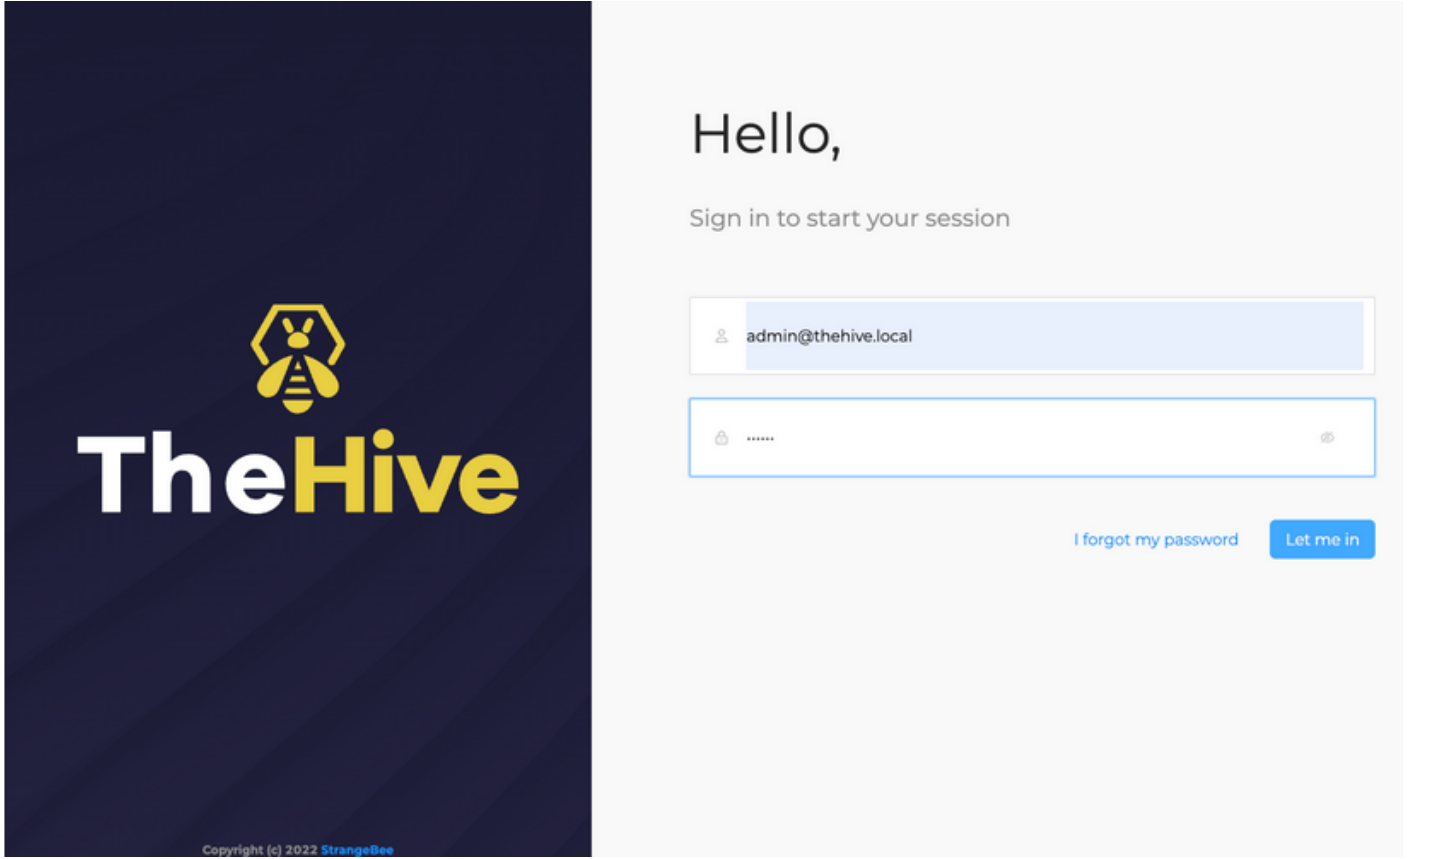 Hello,
Sign in to start your session
admin@thehive.local
••••••
I forgot my password
Let me in
TheHive
Copyright (c) 2022 StrangeBee